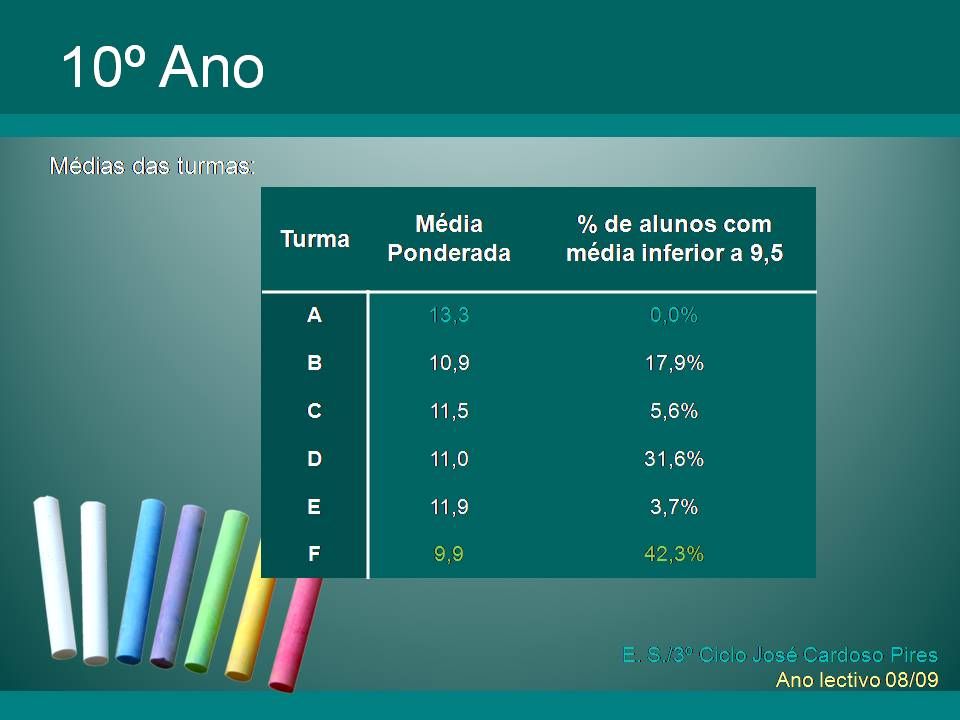 10º Ano
Médias das turmas:
Turma Média Ponderada % de alunos com média inferior a 9,5
A 13,3 0,0%
B 10,9 17,9%
C 11,5 5,6%
D 11,0 31,6%
E 11,9 3,7%
F 9,9 42,3%
E. S./3º Ciclo José Cardoso Pires
Ano lectivo 08/09